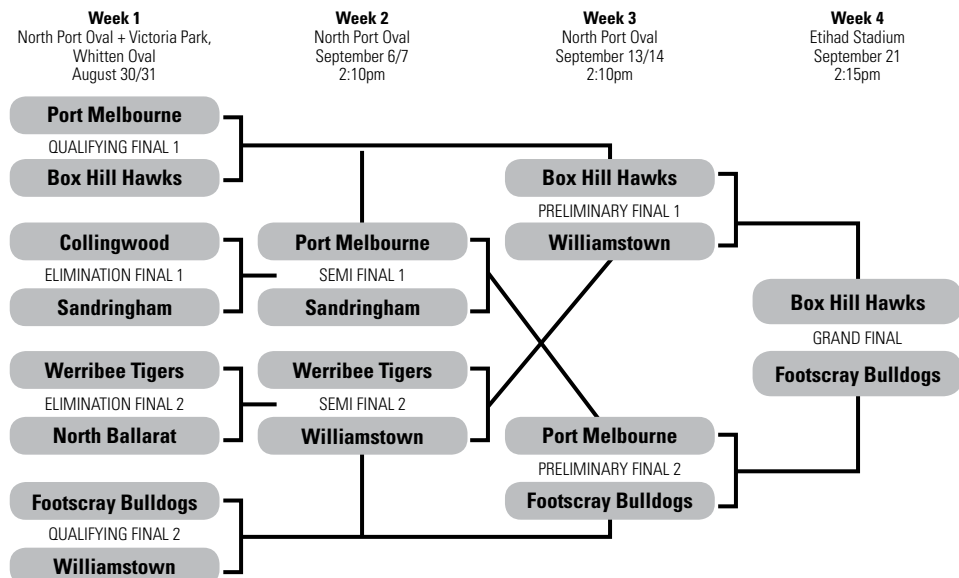 Week 1
North Port Oval + Victoria Park,
Whitten Oval
August 30/31
Week 2
North Port Oval
September 6/7
2:10pm
Week 3
North Port Oval
September 13/14
2:10pm
Week 4
Etihad Stadium
September 21
2:15pm
Port Melbourne
QUALIFYING FINAL 1
Box Hill Hawks
Collingwood
ELIMINATION FINAL 1
Sandringham
Werribee Tigers
ELIMINATION FINAL 2
North Ballarat
Footscray Bulldogs
QUALIFYING FINAL 2
Williamstown
Port Melbourne
SEMI FINAL 1
Sandringham
Werribee Tigers
SEMI FINAL 2
Williamstown
Box Hill Hawks
PRELIMINARY FINAL 1
Williamstown
Port Melbourne
PRELIMINARY FINAL 2
Footscray Bulldogs
Box Hill Hawks
GRAND FINAL
Footscray Bulldogs